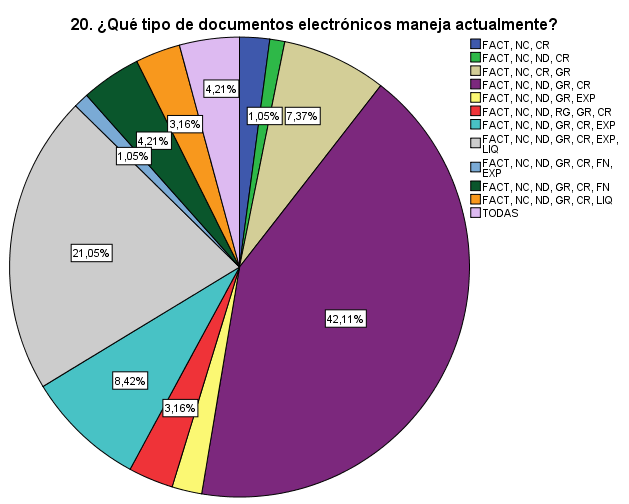 20. ¿Qué tipo de documentos electrónicos maneja actualmente?
FACT, NC, CR
FACT, NC, ND, CR
FACT, NC, CR, GR
FACT, NC, ND, GR, CR
FACT, NC, ND, GR, EXP
FACT, NC, ND, RG, GR, CR
FACT, NC, ND, GR, CR, EXP
FACT, NC, ND, GR, CR, EXP,
LIQ
FACT, NC, ND, GR, CR, FN,
EXP
FACT, NC, ND, GR, CR, FN
FACT, NC, ND, GR, CR, LIQ
TODAS
4,21%
1,05%
7,37%
3,16%
4,21%
1,05%
21,05%
42,11%
8,42%
3,16%